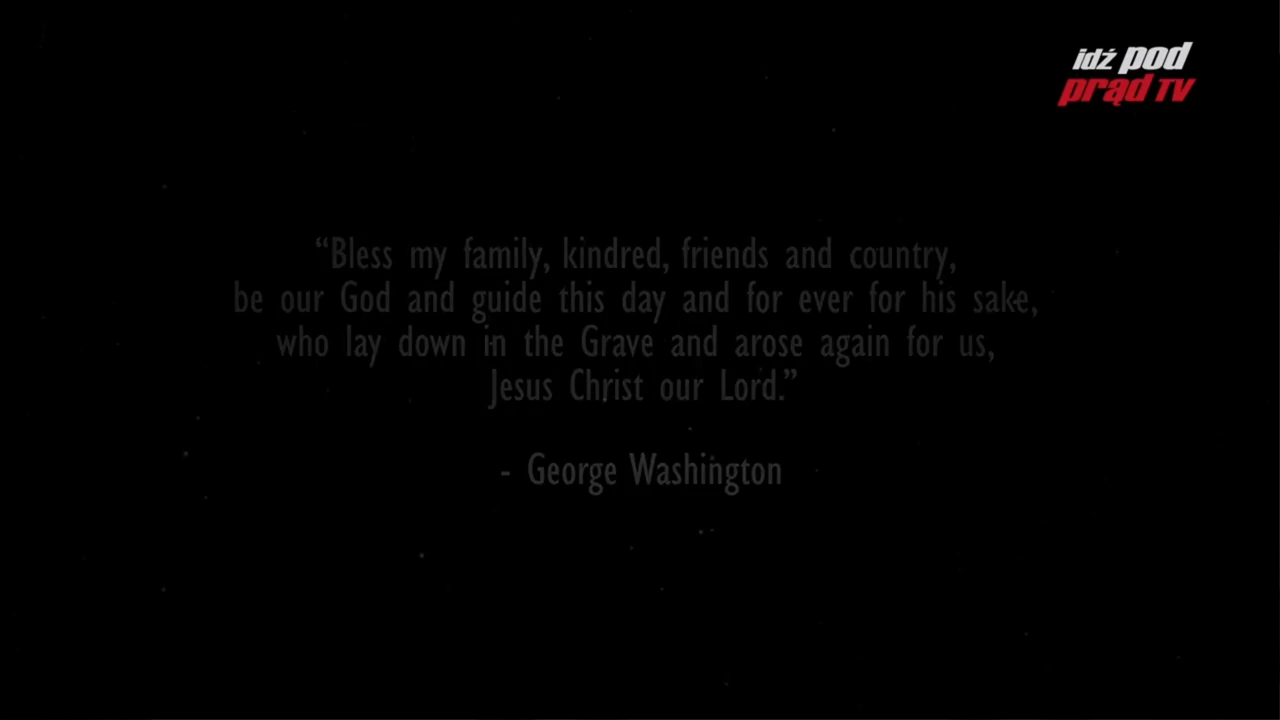 idź pod
prąd TV
“Bless my family, kindred, friends and country,
be our God and guide this day and for ever for his sake,
who lay down in the Grave and arose again for us,
Jesus Christ our Lord.”
- George Washington